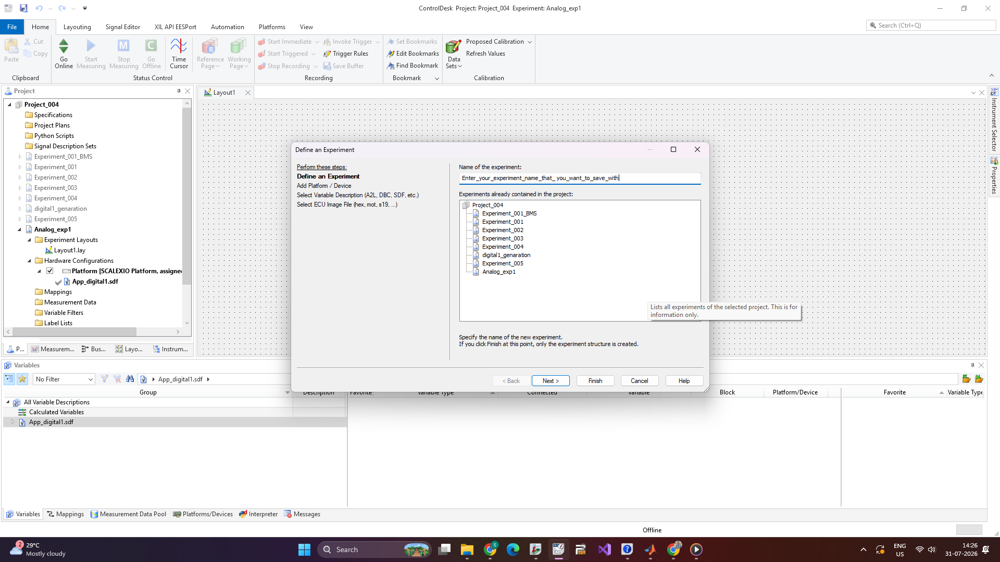 ControlDesk Project: Project_004 Experiment: Analog_exp1
File Home Layouting Signal Editor XIL API EESPort Automation Platforms View
Search (Ctrl+Q)
Paste
Cut
Copy
Clipboard
Go Online
Start Measuring
Stop Measuring
Go Offline
Time Cursor
Reference Page
Working Page
Status Control
Start Immediate
Start Triggered
Stop Recording
Invoke Trigger
Trigger Rules
Save Buffer
Recording
Set Bookmarks
Edit Bookmarks
Find Bookmark
Bookmark
Data Sets
Proposed Calibration
Refresh Values
Calibration
Project
Project_004
Specifications
Project Plans
Python Scripts
Signal Description Sets
Experiment_001_BMS
Experiment_001
Experiment_002
Experiment_003
Experiment_004
digital1_genaration
Experiment_005
Analog_exp1
Experiment Layouts
Layout1.lay
Hardware Configurations
Platform [SCALEXIO Platform, assigned
App_digital1.sdf
Mappings
Measurement Data
Variable Filters
Label Lists
P... Measurem... Bus... Layo... Instrum...
Layout1
Instrument Selector
Properties
Define an Experiment
Perform these steps:
Define an Experiment
Add Platform / Device
Select Variable Description (A2L, DBC, SDF, etc.)
Select ECU Image File (hex, mot, s19, ...)
Name of the experiment:
Enter_your_experiment_name_that_ you_want_to_save_with
Experiments already contained in the project:
Project_004
Experiment_001_BMS
Experiment_001
Experiment_002
Experiment_003
Experiment_004
digital1_genaration
Experiment_005
Analog_exp1
Lists all experiments of the selected project. This is for
information only.
Specify the name of the new experiment.
If you click Finish at this point, only the experiment structure is created.
< Back Next > Finish Cancel Help
Variables
No Filter App_digital1.sdf
Group Description Favorite Variable Type Connected Variable Block Platform/Device Favorite Variable Type
All Variable Descriptions
Calculated Variables
App_digital1.sdf
Variables Mappings Measurement Data Pool Platforms/Devices Interpreter Messages
Offline
2
29°C
Mostly cloudy
Search
S
ENG
US
14:26
31-07-2026